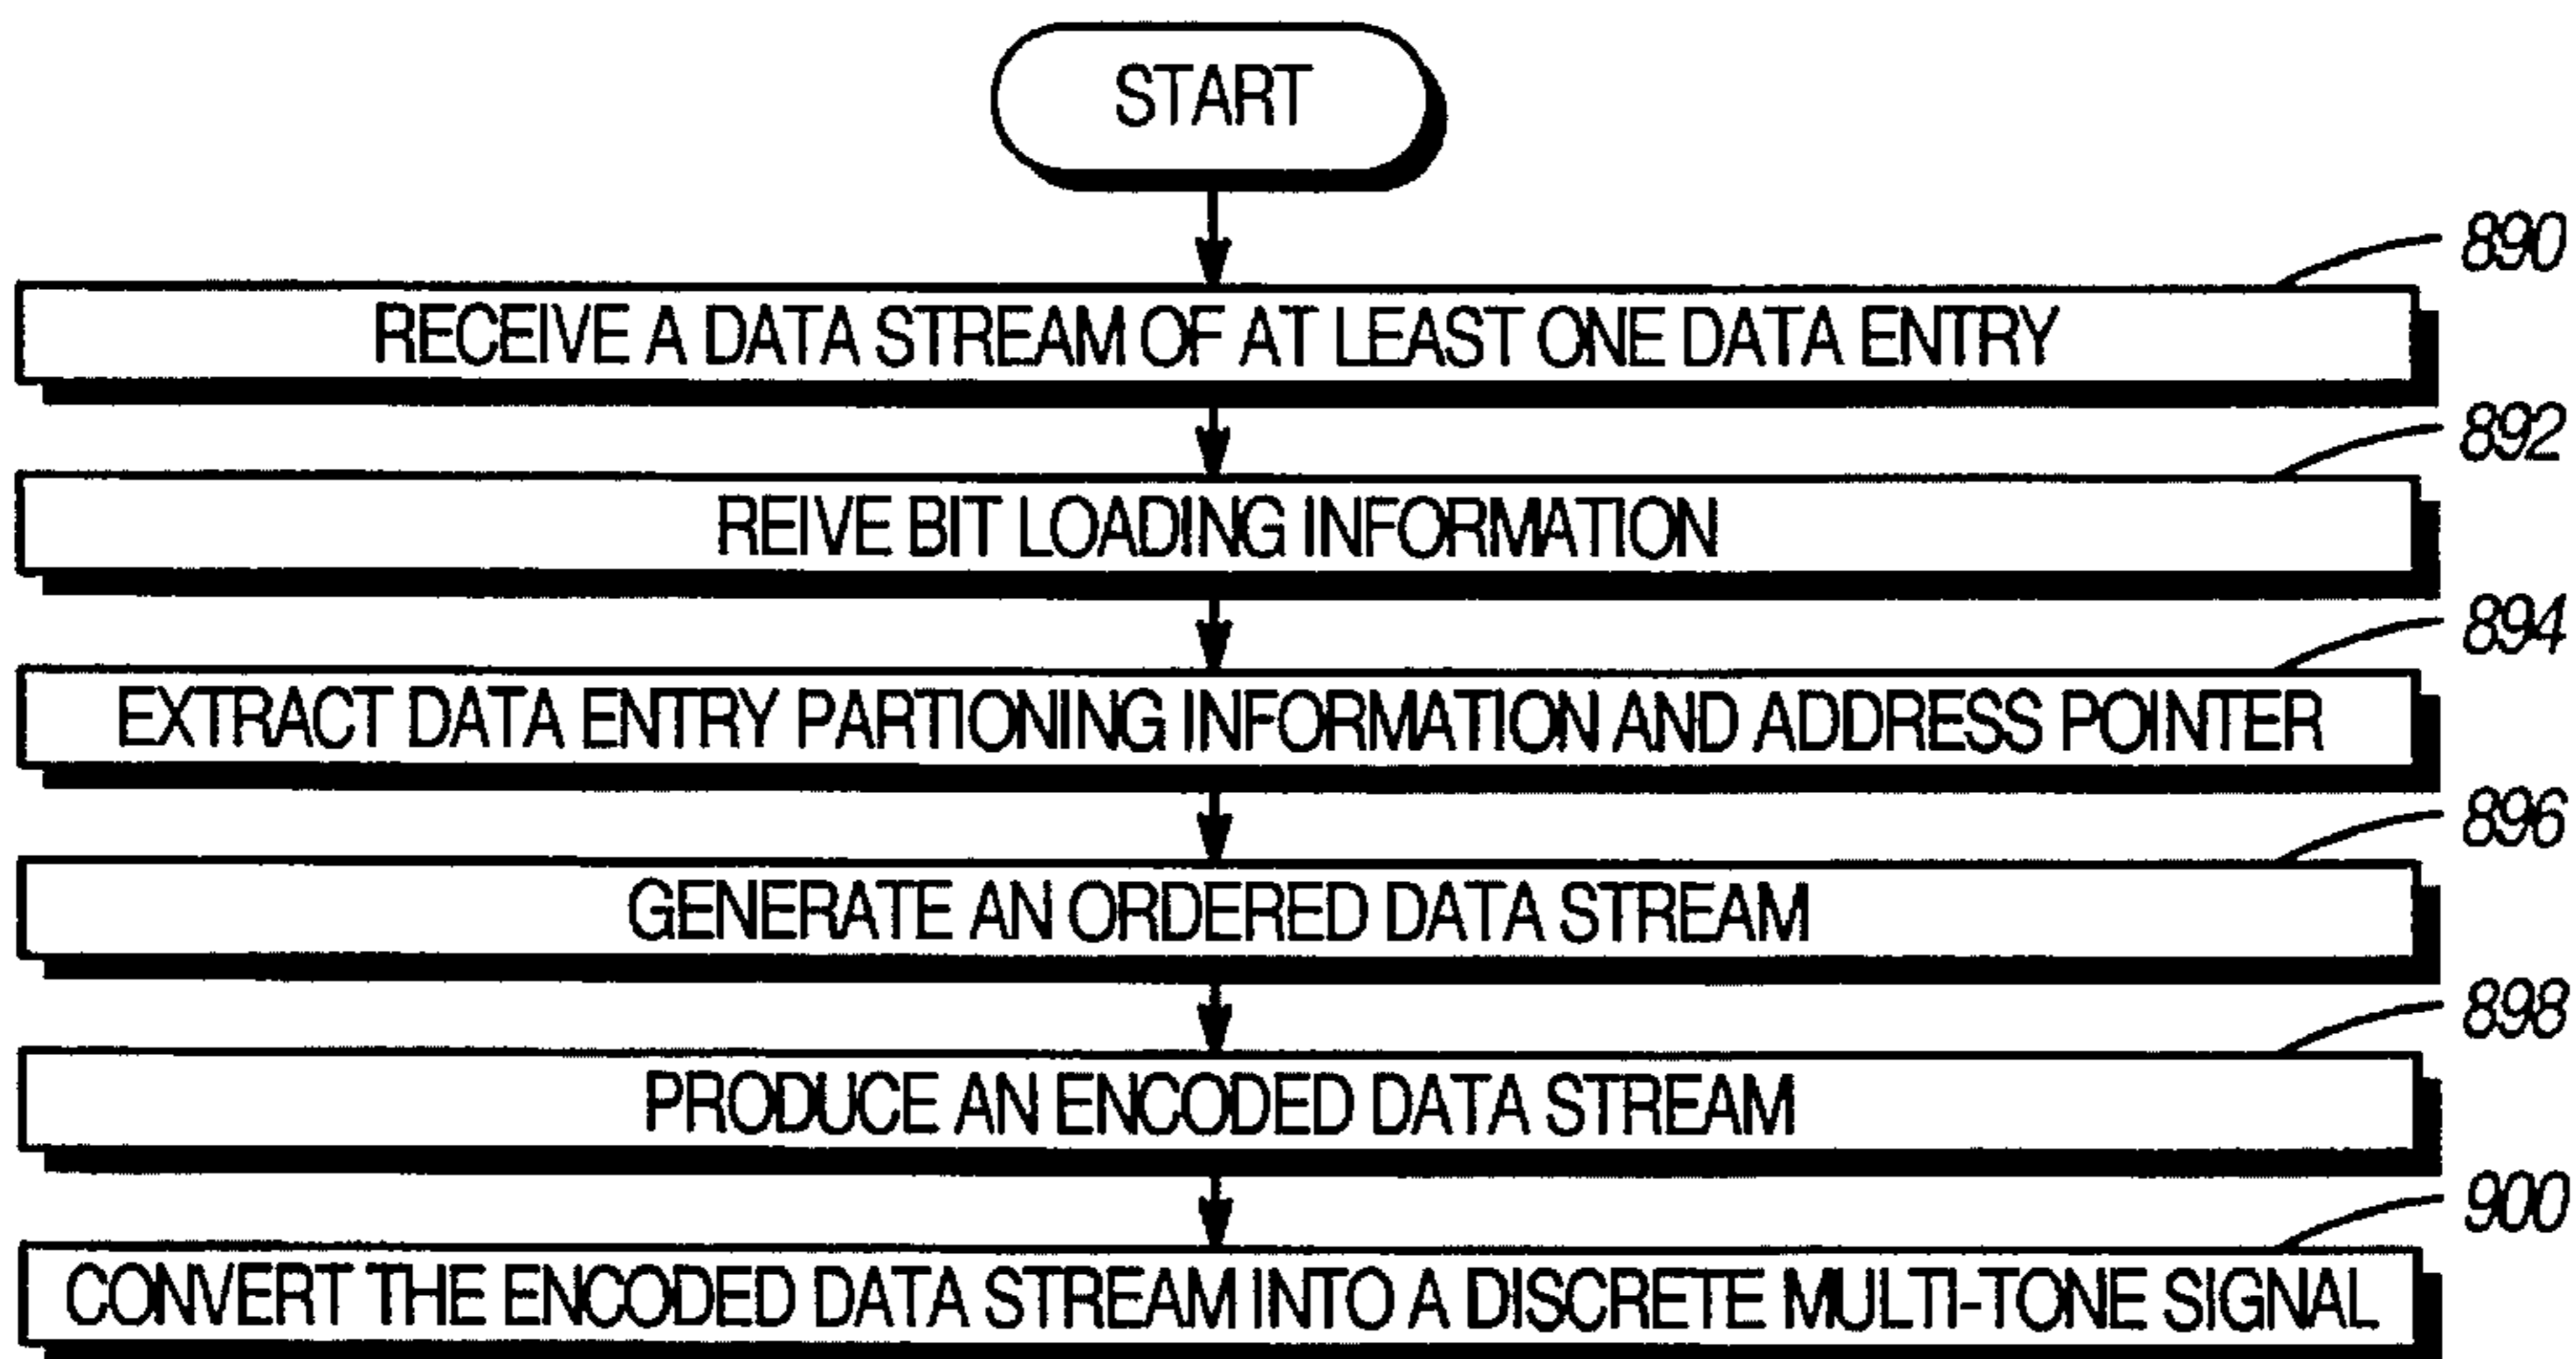 START
890
RECEIVE A DATA STREAM OF AT LEAST ONE DATA ENTRY
892
REIVE BIT LOADING INFORMATION
894
EXTRACT DATA ENTRY PARTIONING INFORMATION AND ADDRESS POINTER
896
GENERATE AN ORDERED DATA STREAM
898
PRODUCE AN ENCODED DATA STREAM
900
CONVERT THE ENCODED DATA STREAM INTO A DISCRETE MULTI-TONE SIGNAL